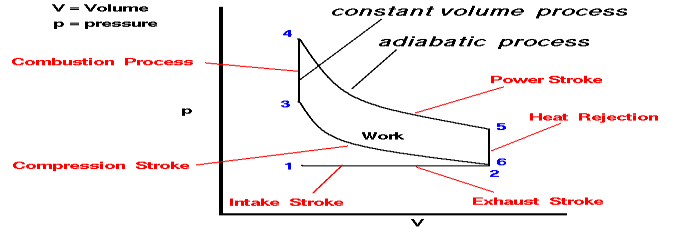 V = Volume
p = pressure
constant volume process
adiabatic process
4
Combustion Process
Power Stroke
3
p
5
Heat Rejection
Work
Compression Stroke
1
6
2
Intake Stroke
Exhaust Stroke
V